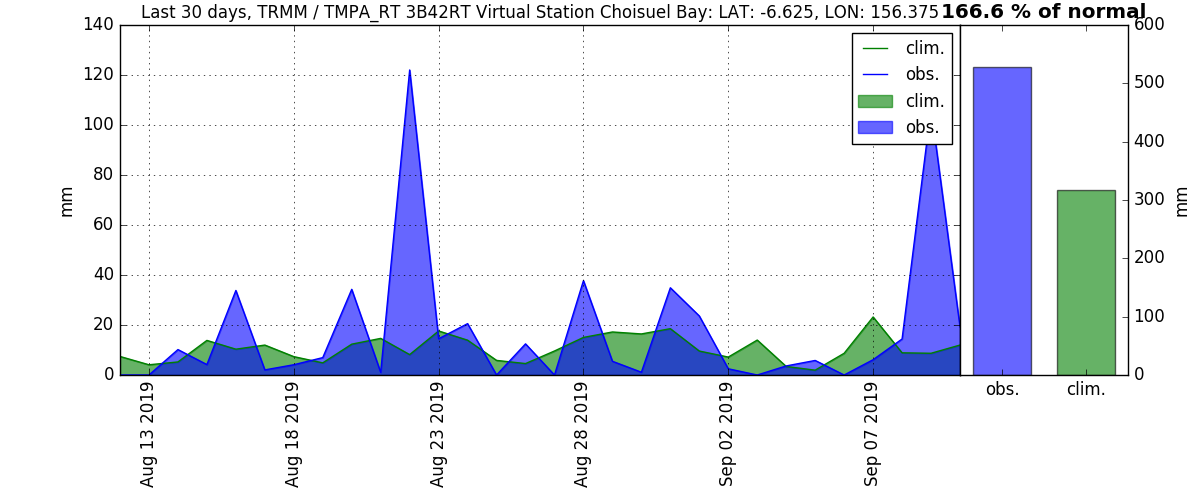 Last 30 days, TRMM / TMPA_RT 3B42RT Virtual Station Choisuel Bay: LAT: -6.625, LON: 156.375
166.6 % of normal
140
120
100
80
60
40
20
0
mm
clim.
obs.
clim.
obs.
Aug 13 2019
Aug 18 2019
Aug 23 2019
Aug 28 2019
Sep 02 2019
Sep 07 2019
600
500
400
300
200
100
0
mm
obs.
clim.